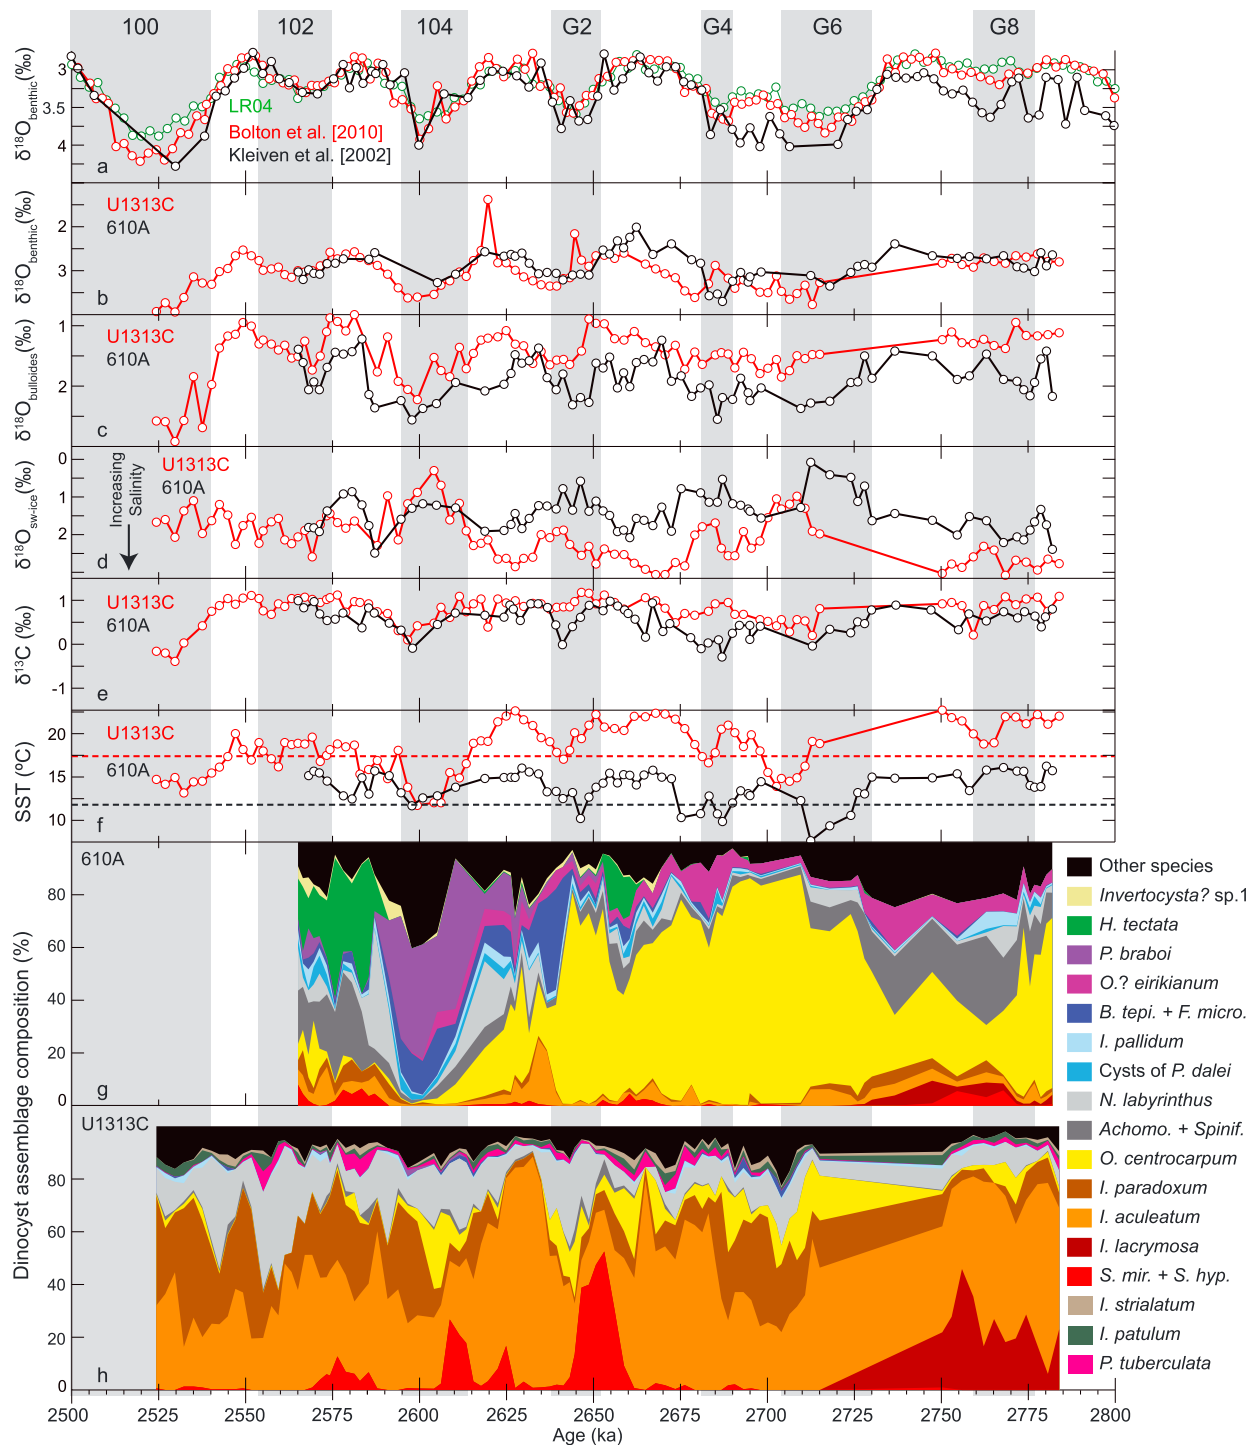 100 102 104 G2 G4 G6 G8
δ18Obenthic(‰)
3
3.5
4
LR04
Bolton et al. [2010]
Kleiven et al. [2002]
a
δ18Obenthic(‰)
2
3
U1313C
610A
b
δ18Obulloides(‰)
1
2
U1313C
610A
c
δ18Osw-ice(‰)
0
1
2
Increasing
Salinity
U1313C
610A
d
δ13C (‰)
1
0
-1
U1313C
610A
e
SST (ºC)
20
15
10
U1313C
610A
f
Dinocyst assemblage composition (%)
610A
80
60
40
20
0
g
U1313C
80
60
40
20
0
h
Other species
Invertocysta? sp.1
H. tectata
P. braboi
O.? eirikianum
B. tepi. + F. micro.
I. pallidum
Cysts of P. dalei
N. labyrinthus
Achomo. + Spinif.
O. centrocarpum
I. paradoxum
I. aculeatum
I. lacrymosa
S. mir. + S. hyp.
I. strialatum
I. patulum
P. tuberculata
2500 2525 2550 2575 2600 2625 2650 2675 2700 2725 2750 2775 2800
Age (ka)